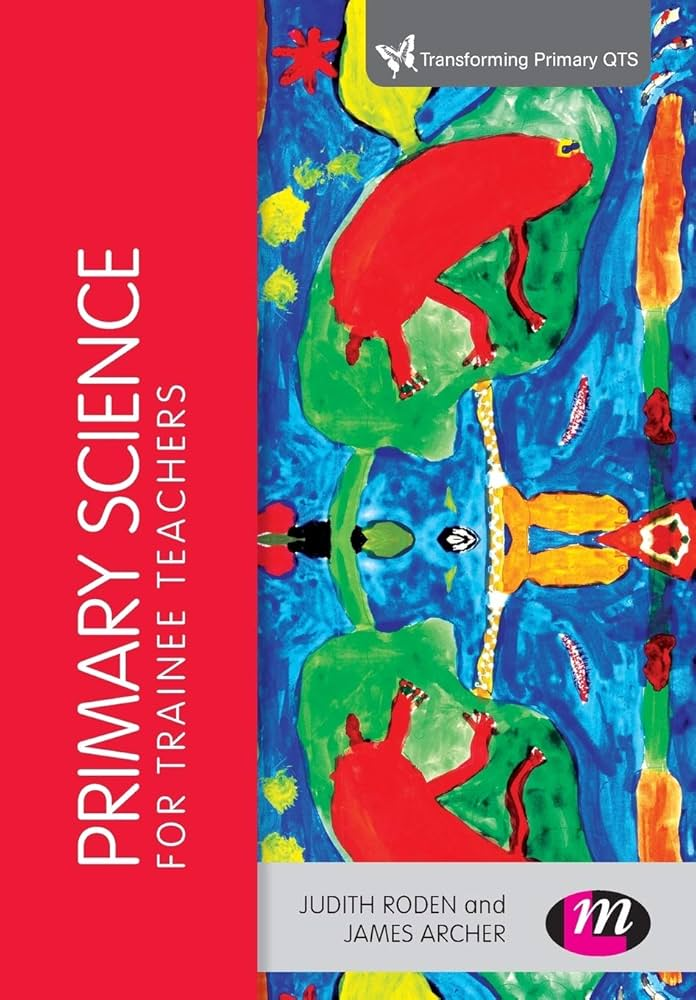 Transforming Primary QTS
PRIMARY SCIENCE
FOR TRAINEE TEACHERS
JUDITH RODEN and
JAMES ARCHER
m